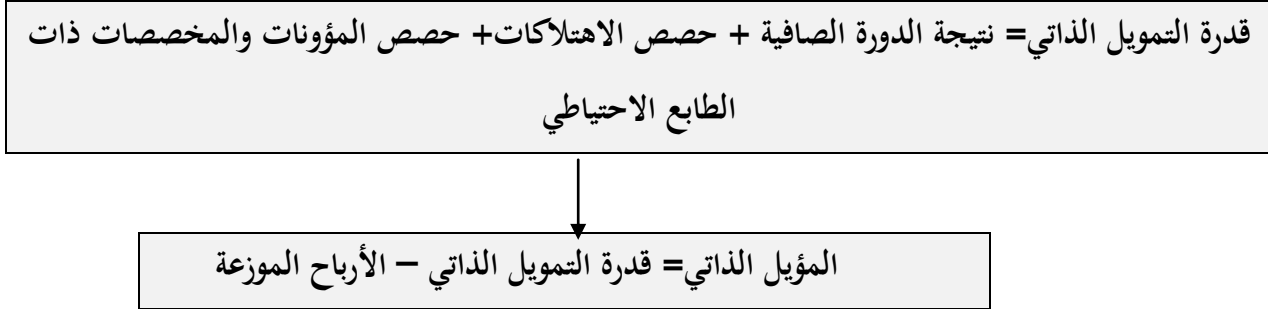 قدرة التمويل الذاتي= نتيجة الدورة الصافية + حصص الاهتلاكات+ حصص المؤونات والمخصصات ذات
الطابع الاحتياطي
المؤيل الذاتي= قدرة التمويل الذاتي – الأرباح الموزعة